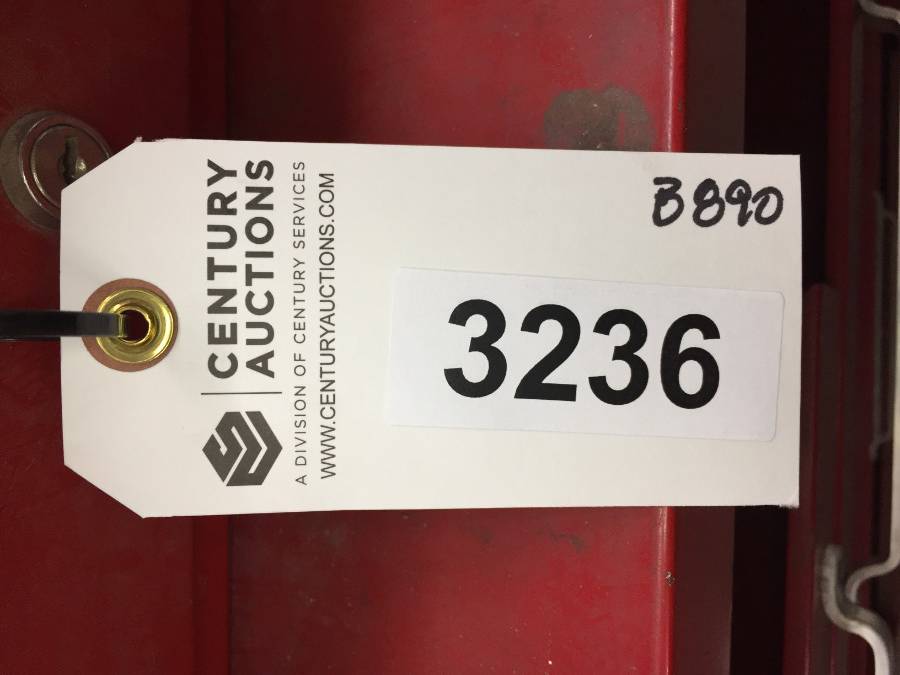 CENTURY
AUCTIONS
A DIVISION OF CENTURY SERVICES
WWW.CENTURYAUCTIONS.COM
B890
3236